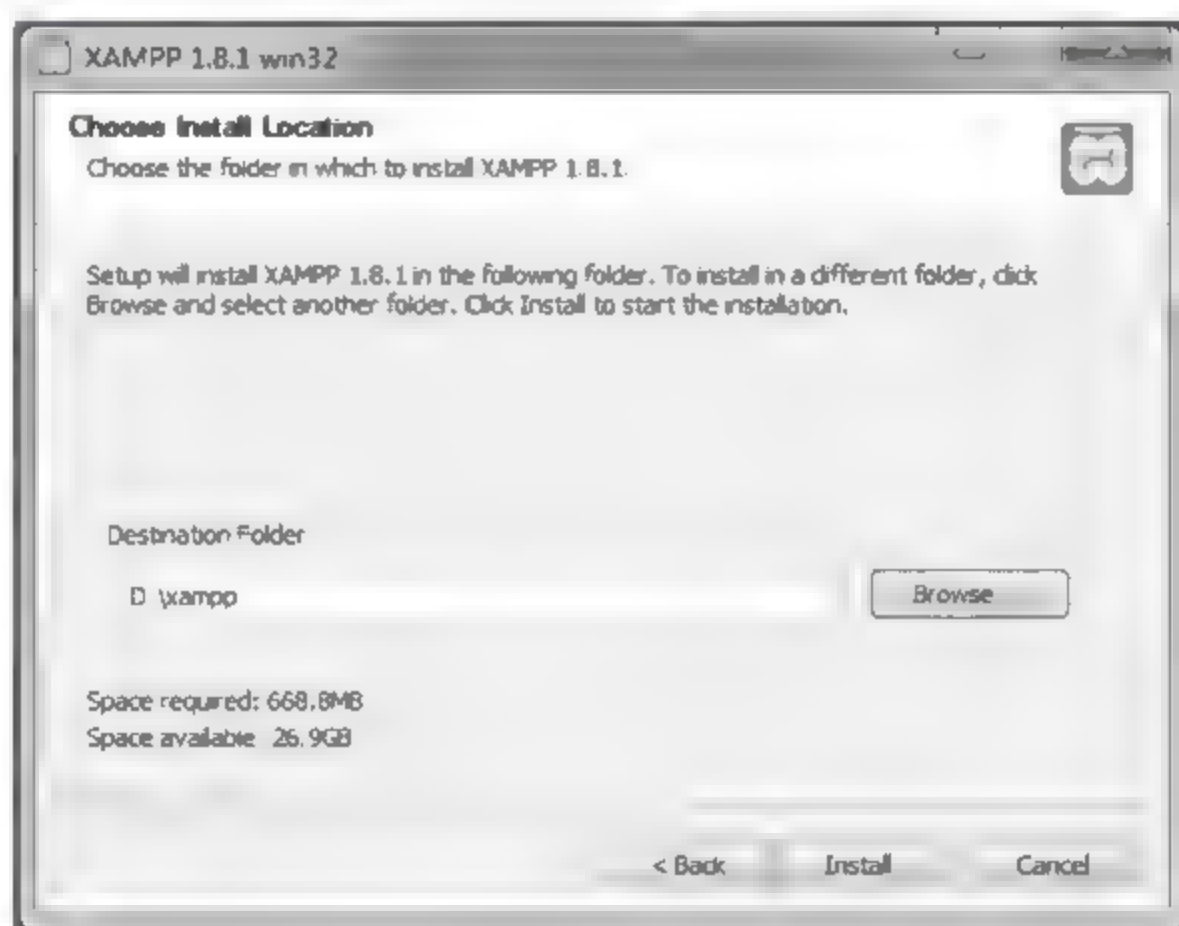 XAMPP 1.8.1 win32
Choose Install Location
Choose the folder in which to install XAMPP 1.8.1.
Setup will install XAMPP 1.8.1 in the following folder. To install in a different folder, click
Browse and select another folder. Click Install to start the installation.
Destination Folder
D:\xampp
Browse
Space required: 668.8MB
Space available: 26.9GB
< Back
Install
Cancel